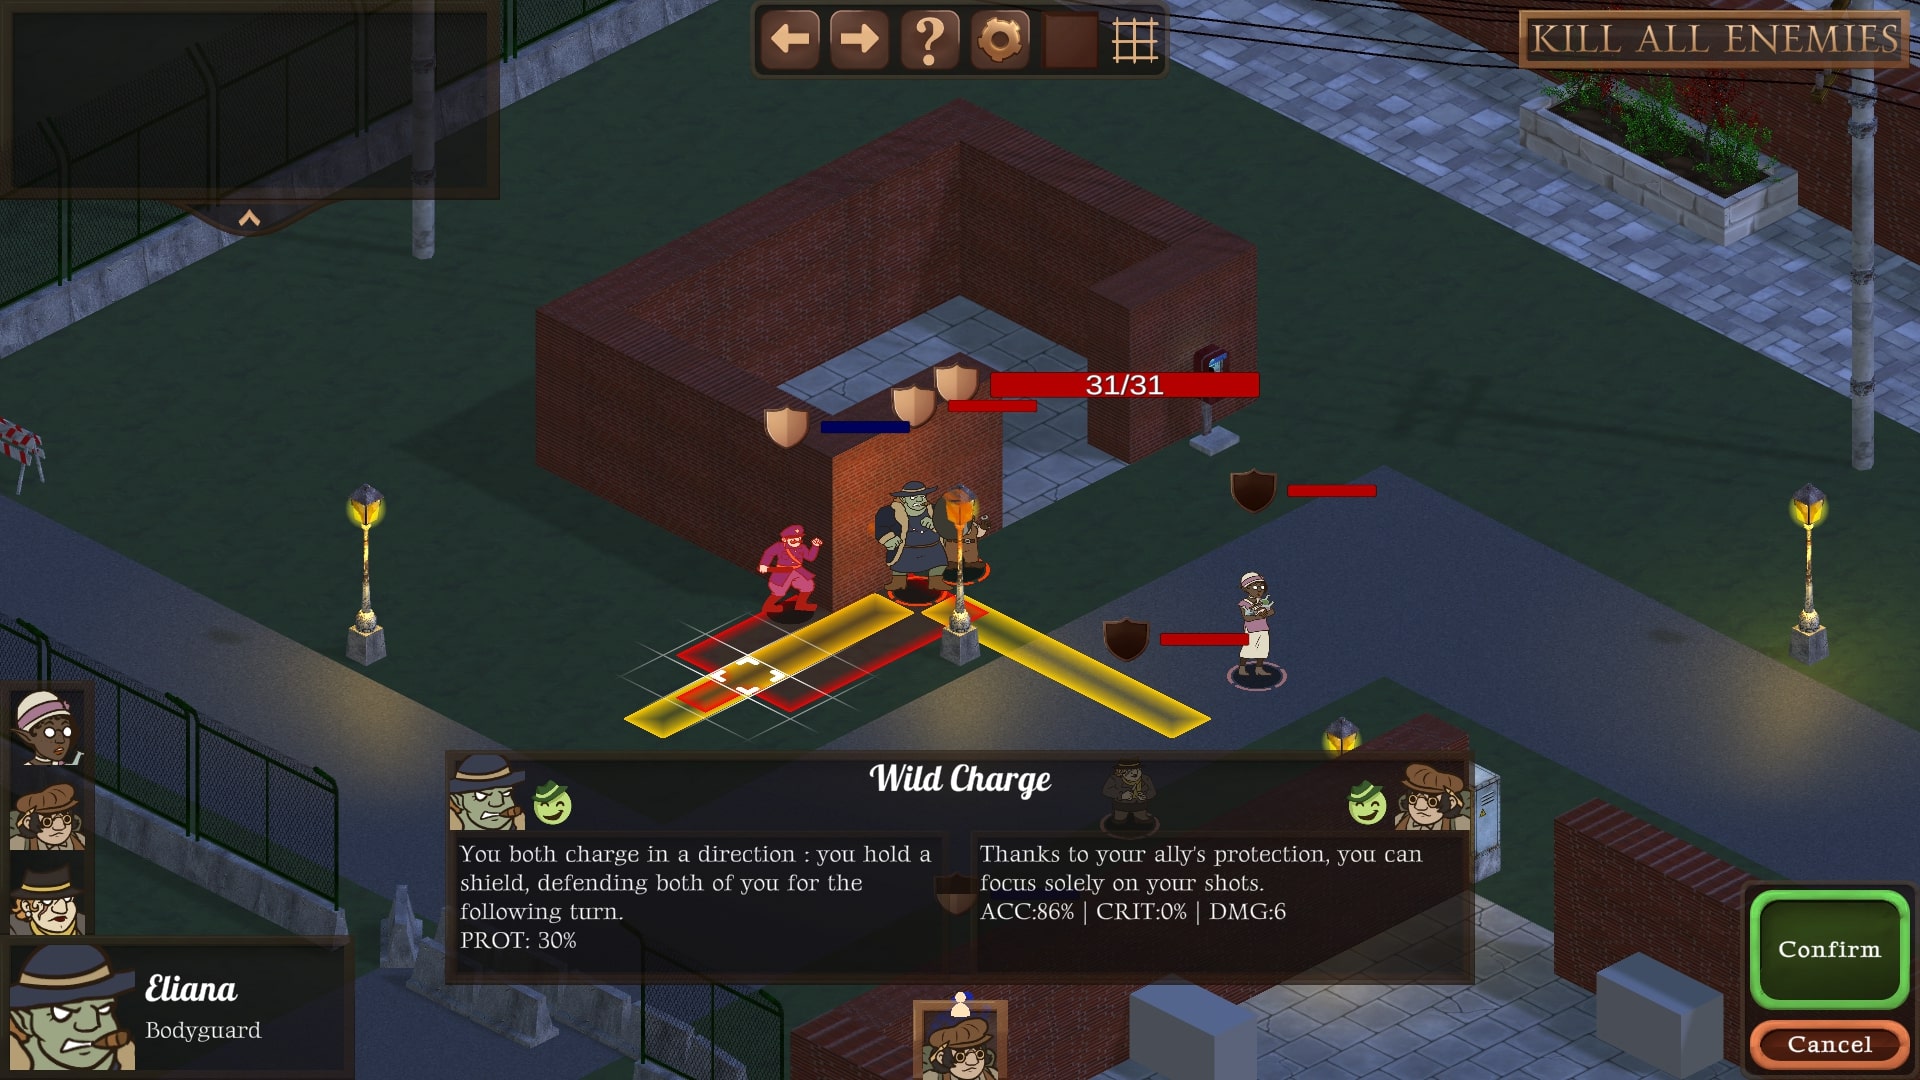 KILL ALL ENEMIES
31/31
Wild Charge
You both charge in a direction : you hold a
shield, defending both of you for the
following turn.
PROT: 30%
Thanks to your ally's protection, you can
focus solely on your shots.
ACC:86% | CRIT:0% | DMG:6
Eliana
Bodyguard
Confirm
Cancel